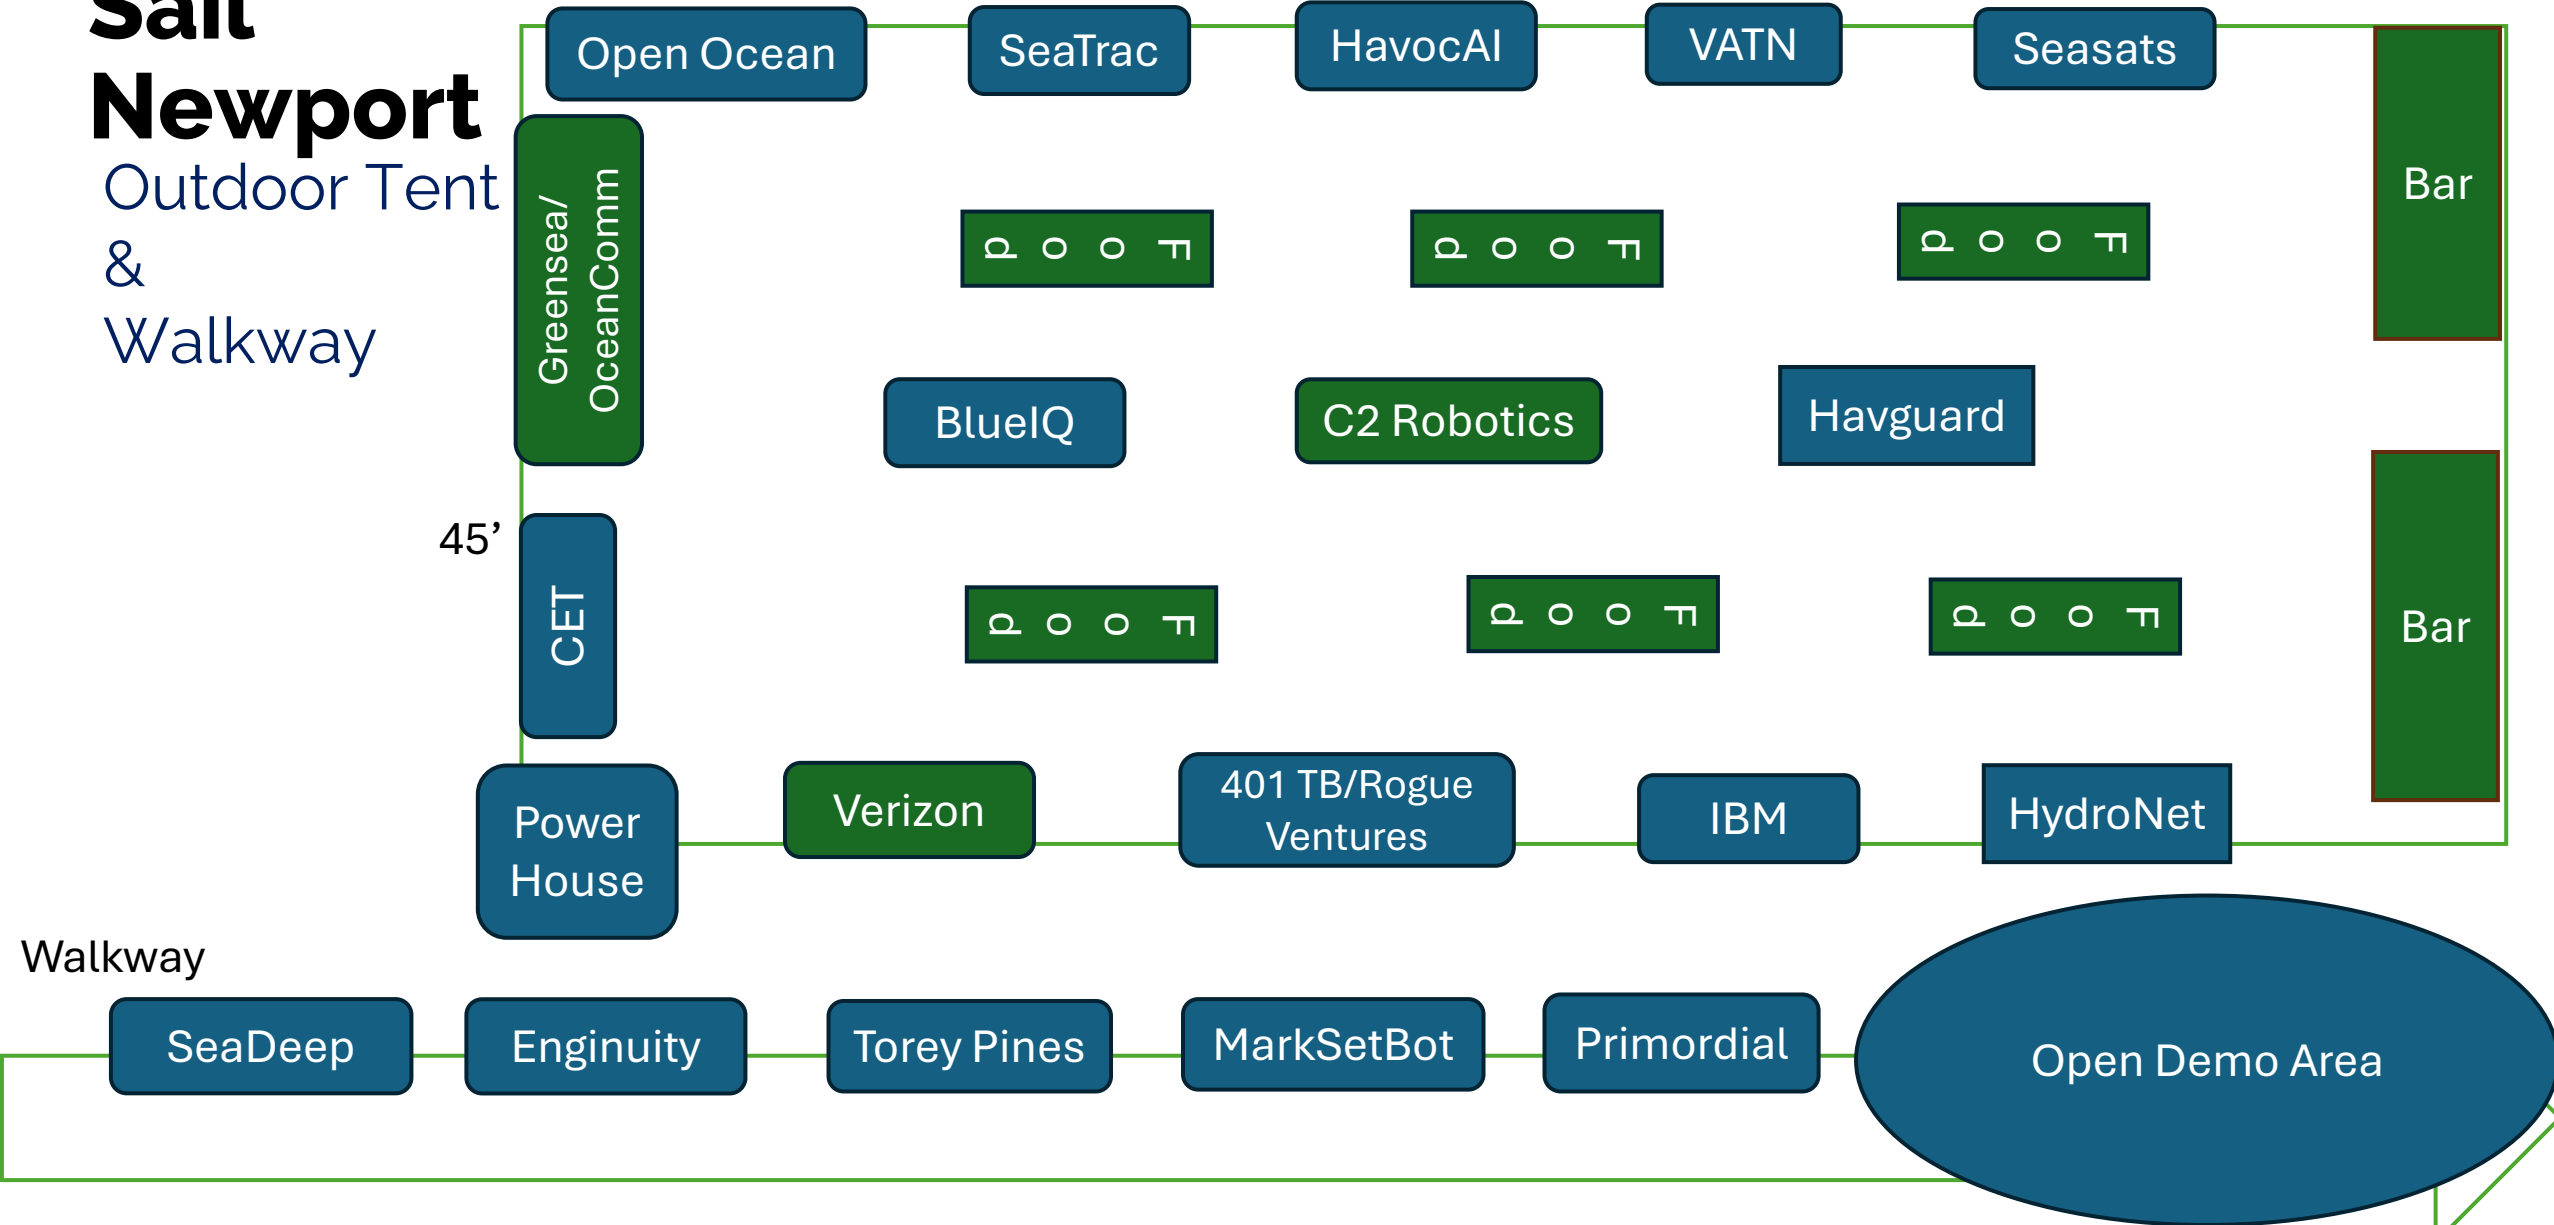 Sail
Newport
Outdoor Tent
&
Walkway
Open Ocean
SeaTrac
HavocAI
VATN
Seasats
Bar
Greensea/
OceanComm
Food
Food
Food
BlueIQ
C2 Robotics
Havguard
45’
CET
Food
Food
Food
Bar
Power
House
Verizon
401 TB/Rogue
Ventures
IBM
HydroNet
Walkway
SeaDeep
Enginuity
Torey Pines
MarkSetBot
Primordial
Open Demo Area